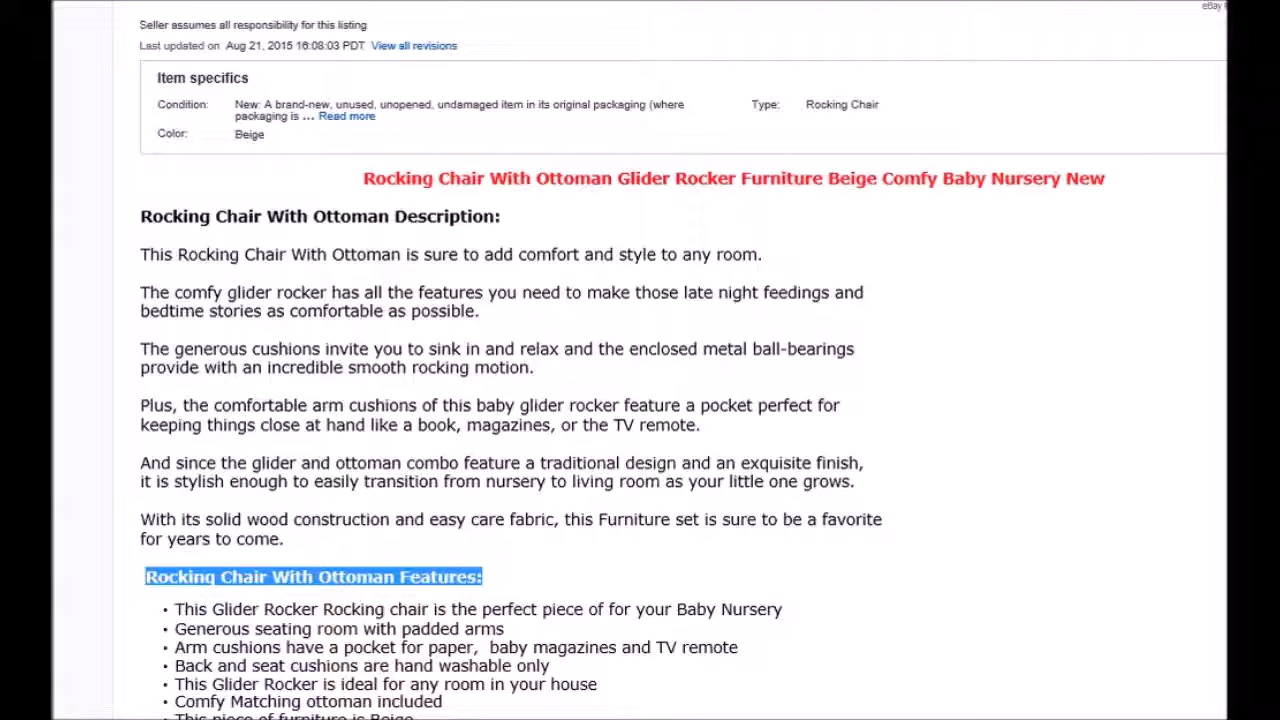 eBay
Seller assumes all responsibility for this listing
Last updated on Aug 21, 2015 16:08:03 PDT View all revisions
Item specifics
Condition: New: A brand-new, unused, unopened, undamaged item in its original packaging (where Type: Rocking Chair
packaging is ... Read more
Color: Beige
Rocking Chair With Ottoman Glider Rocker Furniture Beige Comfy Baby Nursery New
Rocking Chair With Ottoman Description:
This Rocking Chair With Ottoman is sure to add comfort and style to any room.
The comfy glider rocker has all the features you need to make those late night feedings and
bedtime stories as comfortable as possible.
The generous cushions invite you to sink in and relax and the enclosed metal ball-bearings
provide with an incredible smooth rocking motion.
Plus, the comfortable arm cushions of this baby glider rocker feature a pocket perfect for
keeping things close at hand like a book, magazines, or the TV remote.
And since the glider and ottoman combo feature a traditional design and an exquisite finish,
it is stylish enough to easily transition from nursery to living room as your little one grows.
With its solid wood construction and easy care fabric, this Furniture set is sure to be a favorite
for years to come.
Rocking Chair With Ottoman Features:
• This Glider Rocker Rocking chair is the perfect piece of for your Baby Nursery
• Generous seating room with padded arms
• Arm cushions have a pocket for paper, baby magazines and TV remote
• Back and seat cushions are hand washable only
• This Glider Rocker is ideal for any room in your house
• Comfy Matching ottoman included
• This piece of furniture is Beige